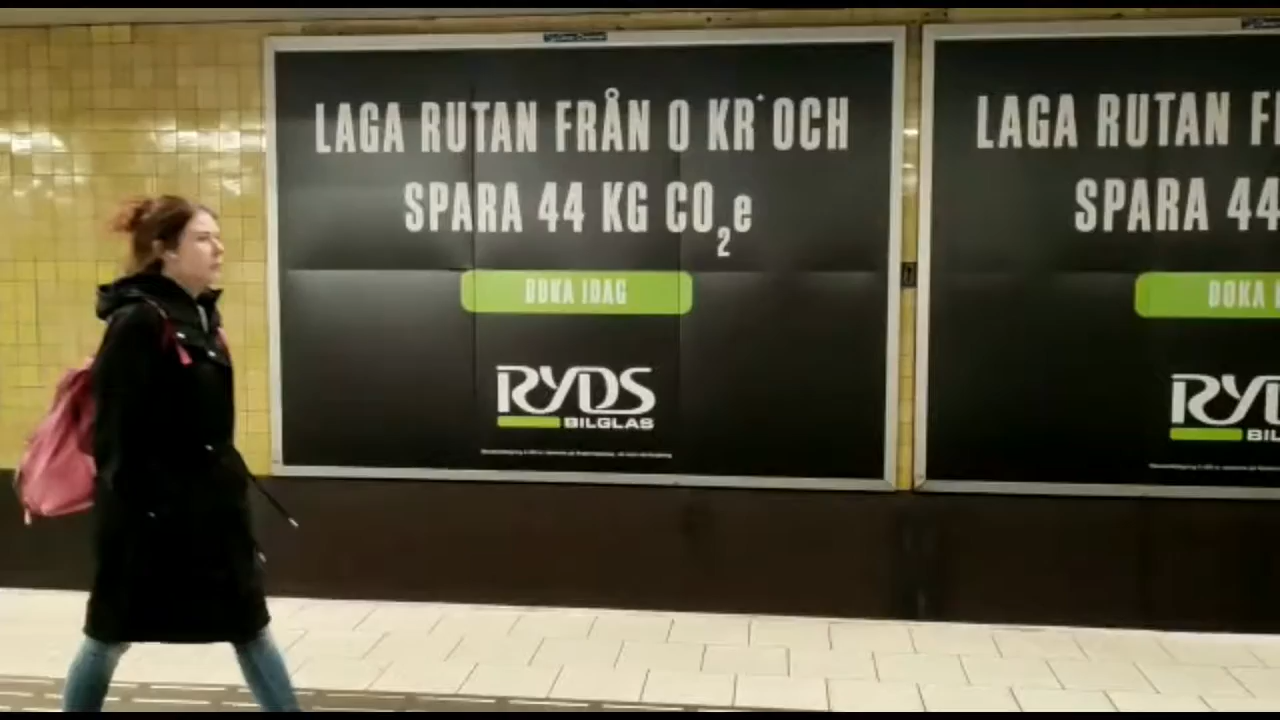 LAGA RUTAN FRÅN 0 KR* OCH
SPARA 44 KG CO₂e
BOKA IDAG
RYDS
BILGLAS
LAGA RUTAN F
SPARA 44
BOKA I
RYD
BIL